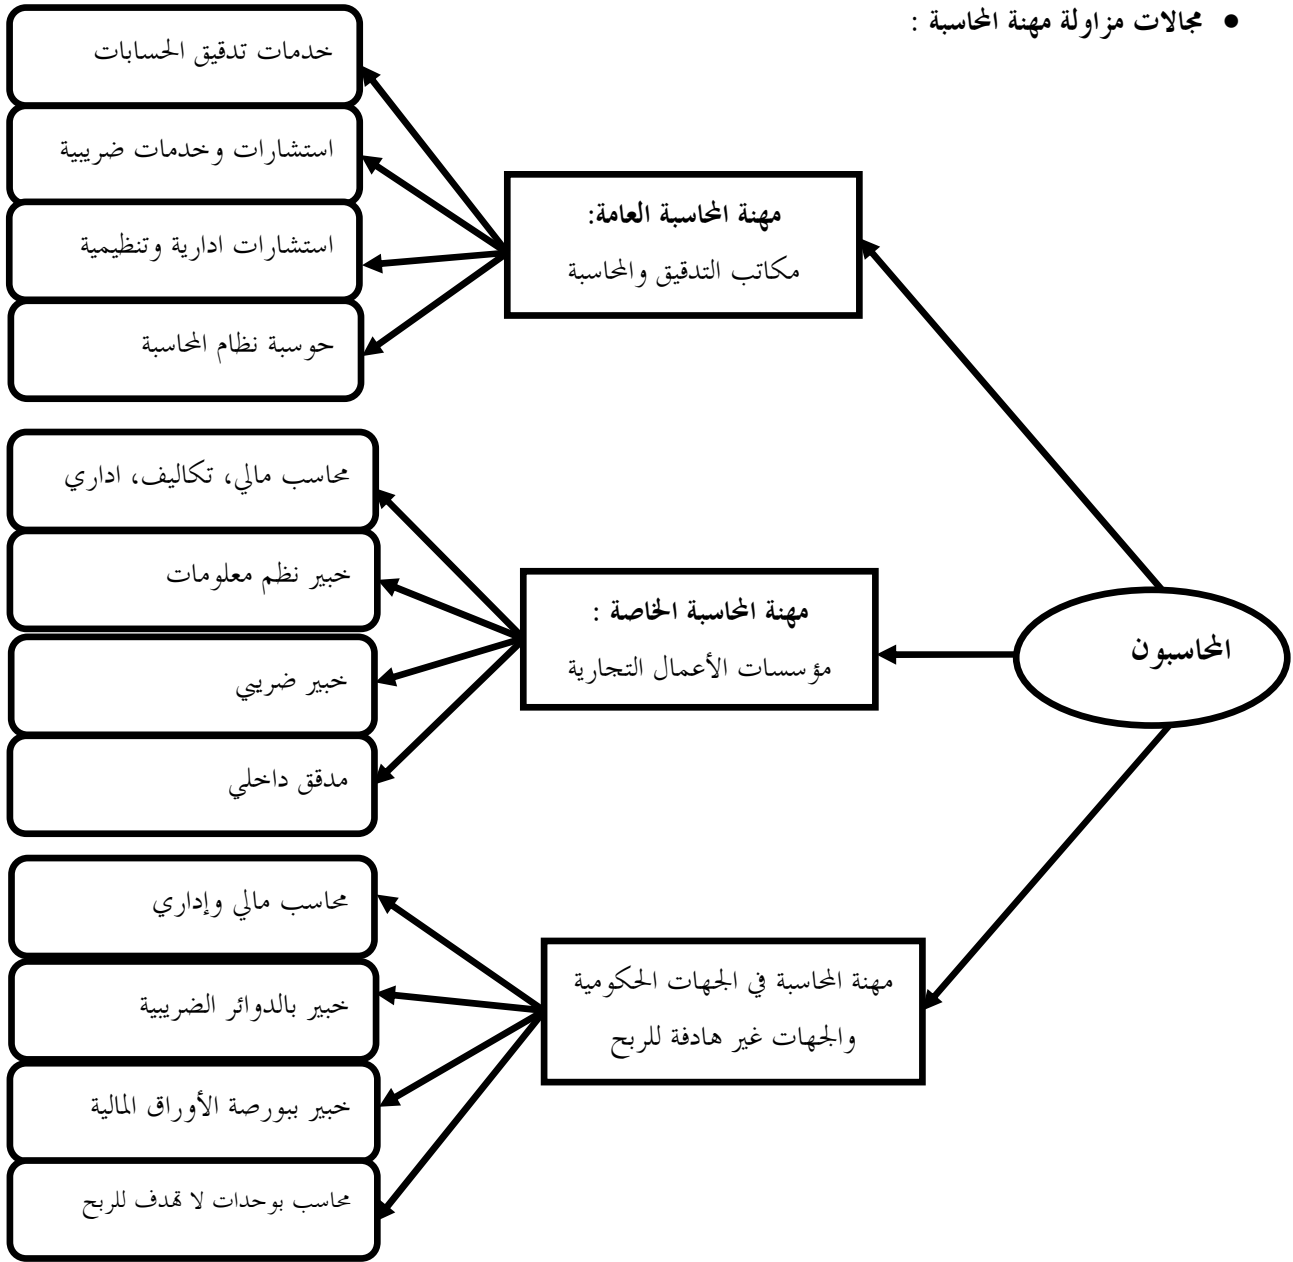 • مجالات مزاولة مهنة المحاسبة :
المحاسبون
مهنة المحاسبة العامة:
مكاتب التدقيق والمحاسبة
خدمات تدقيق الحسابات
استشارات وخدمات ضريبية
استشارات ادارية وتنظيمية
حوسبة نظام المحاسبة
مهنة المحاسبة الخاصة :
مؤسسات الأعمال التجارية
محاسب مالي، تكاليف، اداري
خبير نظم معلومات
خبير ضريبي
مدقق داخلي
مهنة المحاسبة في الجهات الحكومية
والجهات غير هادفة للربح
محاسب مالي وإداري
خبير بالدوائر الضريبية
خبير ببورصة الأوراق المالية
محاسب بوحدات لا تهدف للربح